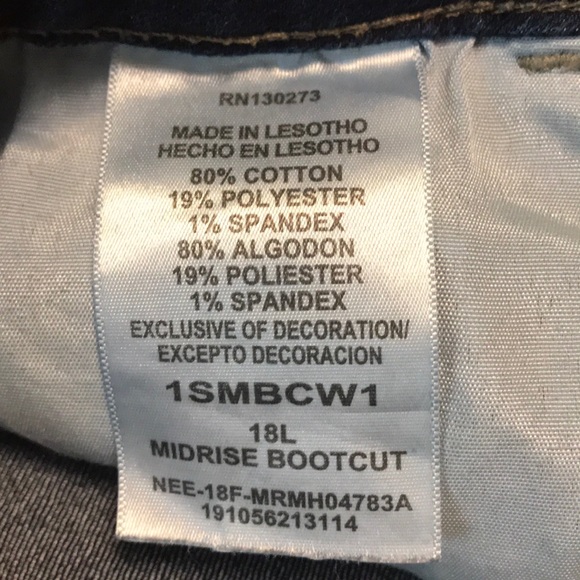 RN130273
MADE IN LESOTHO
HECHO EN LESOTHO
80% COTTON
19% POLYESTER
1% SPANDEX
80% ALGODON
19% POLIESTER
1% SPANDEX
EXCLUSIVE OF DECORATION/
EXCEPTO DECORACION
1SMBCW1
18L
MIDRISE BOOTCUT
NEE-18F-MRMH04783A
191056213114